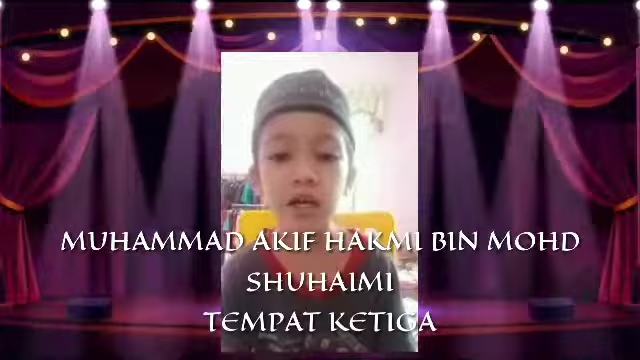 MUHAMMAD AKIF HAKMI BIN MOHD
SHUHAIMI
TEMPAT KETIGA